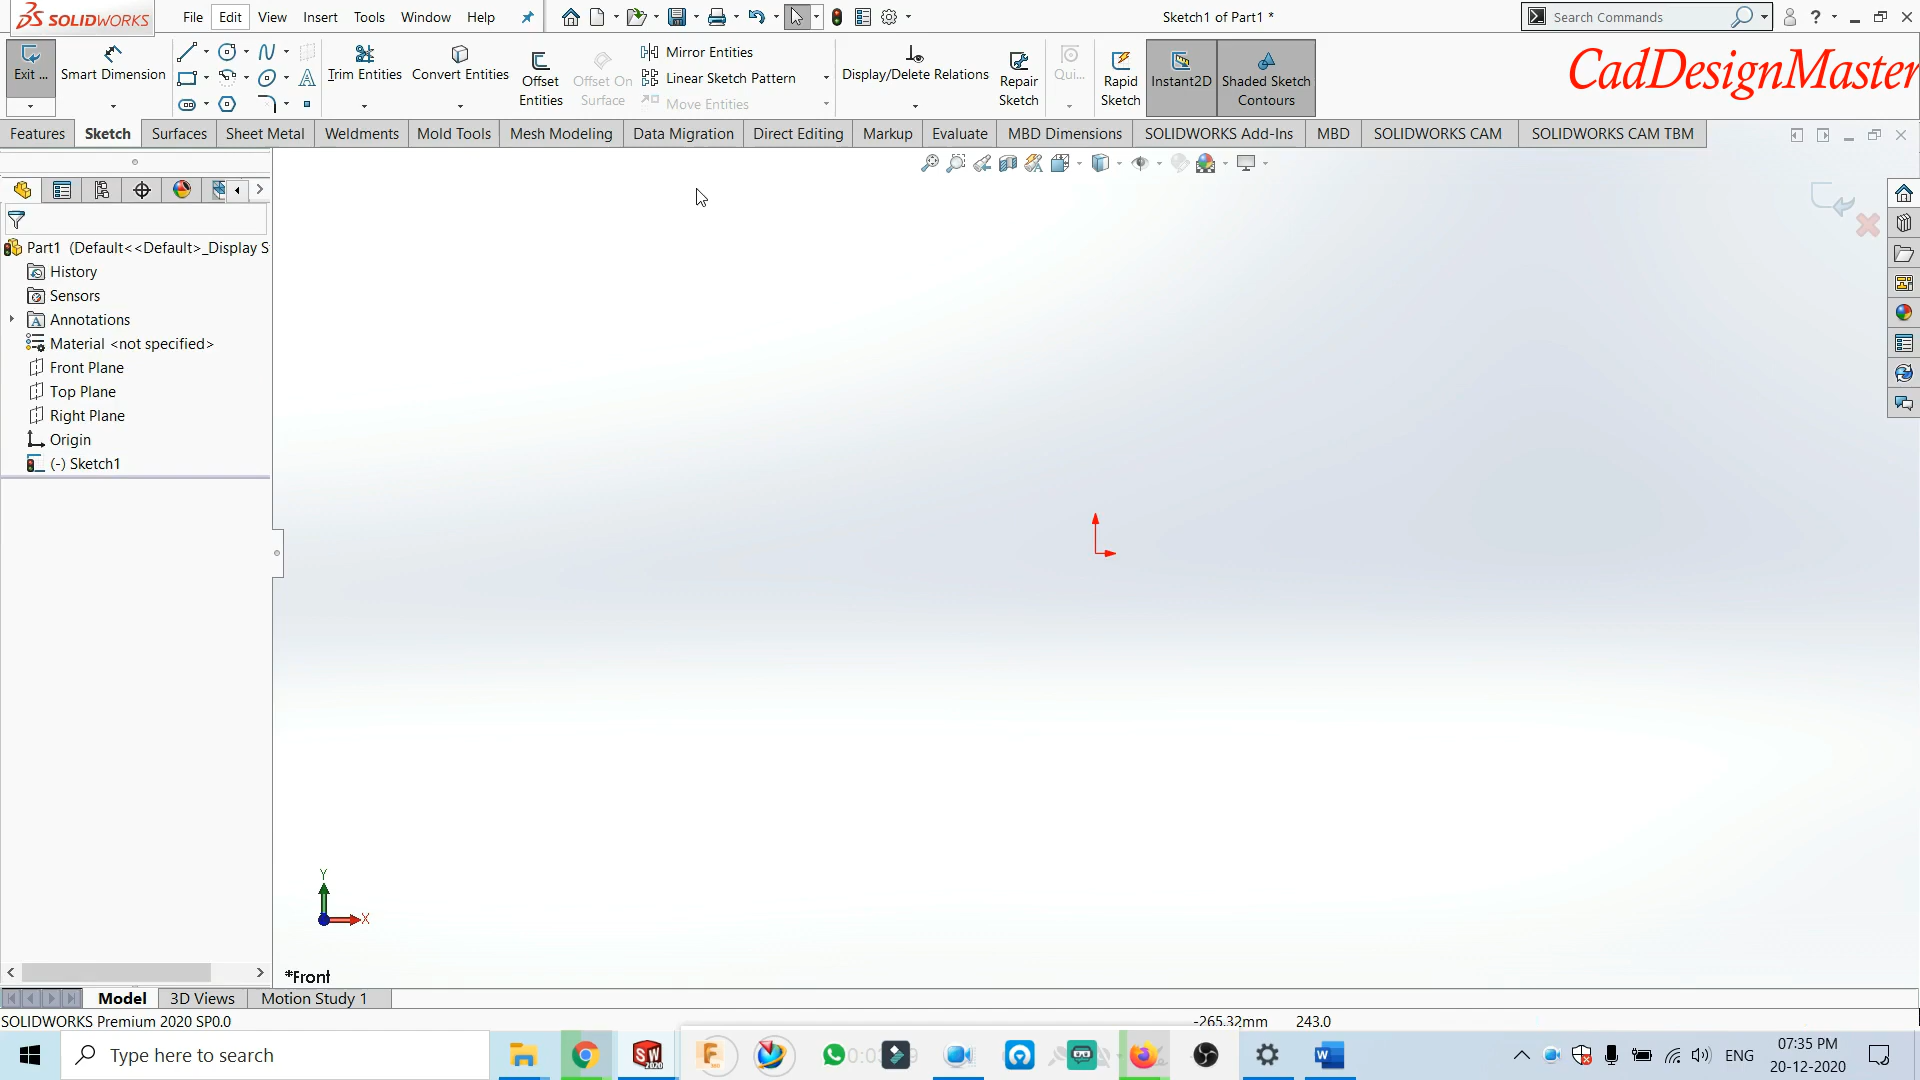 SOLIDWORKS File Edit View Insert Tools Window Help Sketch1 of Part1 * Search Commands
Exit ... Smart Dimension Trim Entities Convert Entities Offset Entities Offset On Surface Mirror Entities Linear Sketch Pattern Move Entities Display/Delete Relations Repair Sketch Qui... Rapid Sketch Instant2D Shaded Sketch Contours
CadDesignMaster
Features Sketch Surfaces Sheet Metal Weldments Mold Tools Mesh Modeling Data Migration Direct Editing Markup Evaluate MBD Dimensions SOLIDWORKS Add-Ins MBD SOLIDWORKS CAM SOLIDWORKS CAM TBM
Part1 (Default<<Default>_Display S
History
Sensors
Annotations
Material <not specified>
Front Plane
Top Plane
Right Plane
Origin
(-) Sketch1
Y
X
*Front
Model 3D Views Motion Study 1
SOLIDWORKS Premium 2020 SP0.0 -265.32mm 243.0
Type here to search
ENG
07:35 PM
20-12-2020